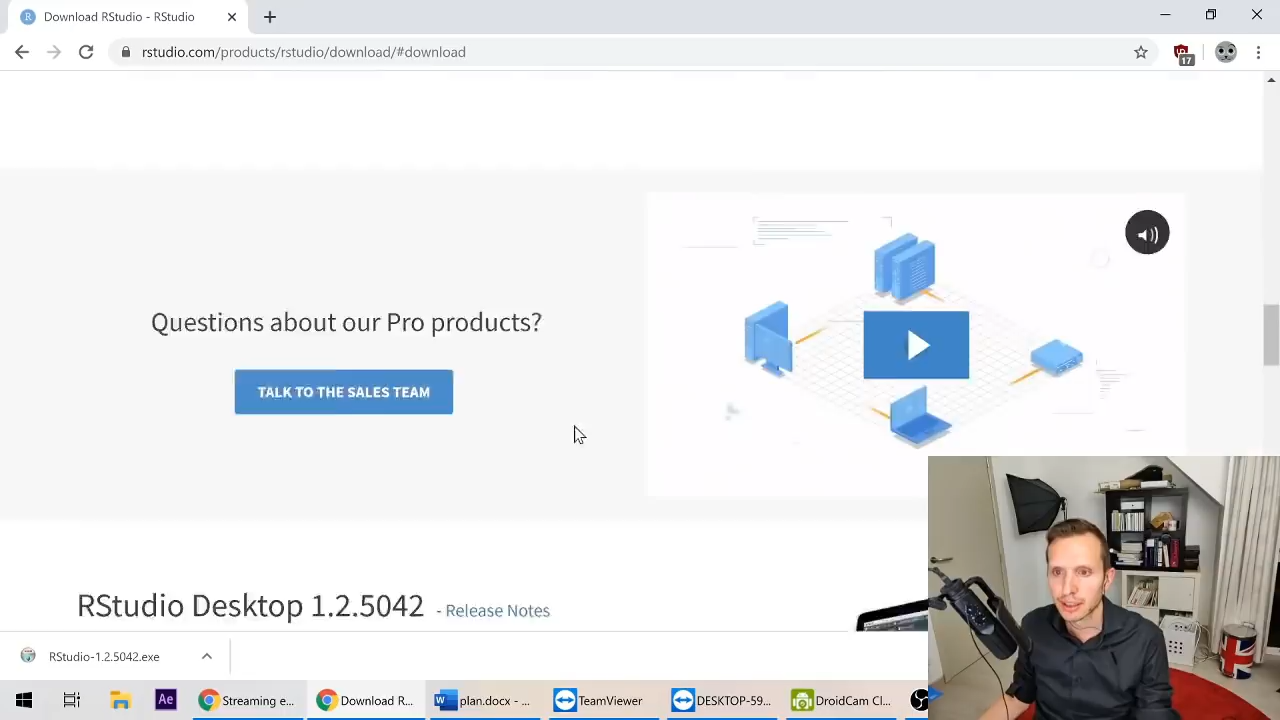 Download RStudio - RStudio
rstudio.com/products/rstudio/download/#download
17
Questions about our Pro products?
TALK TO THE SALES TEAM
RStudio Desktop 1.2.5042 - Release Notes
RStudio-1.2.5042.exe
Ae
Streaming e...
Download R...
plan.docx - ...
TeamViewer
DESKTOP-59...
DroidCam Cl...